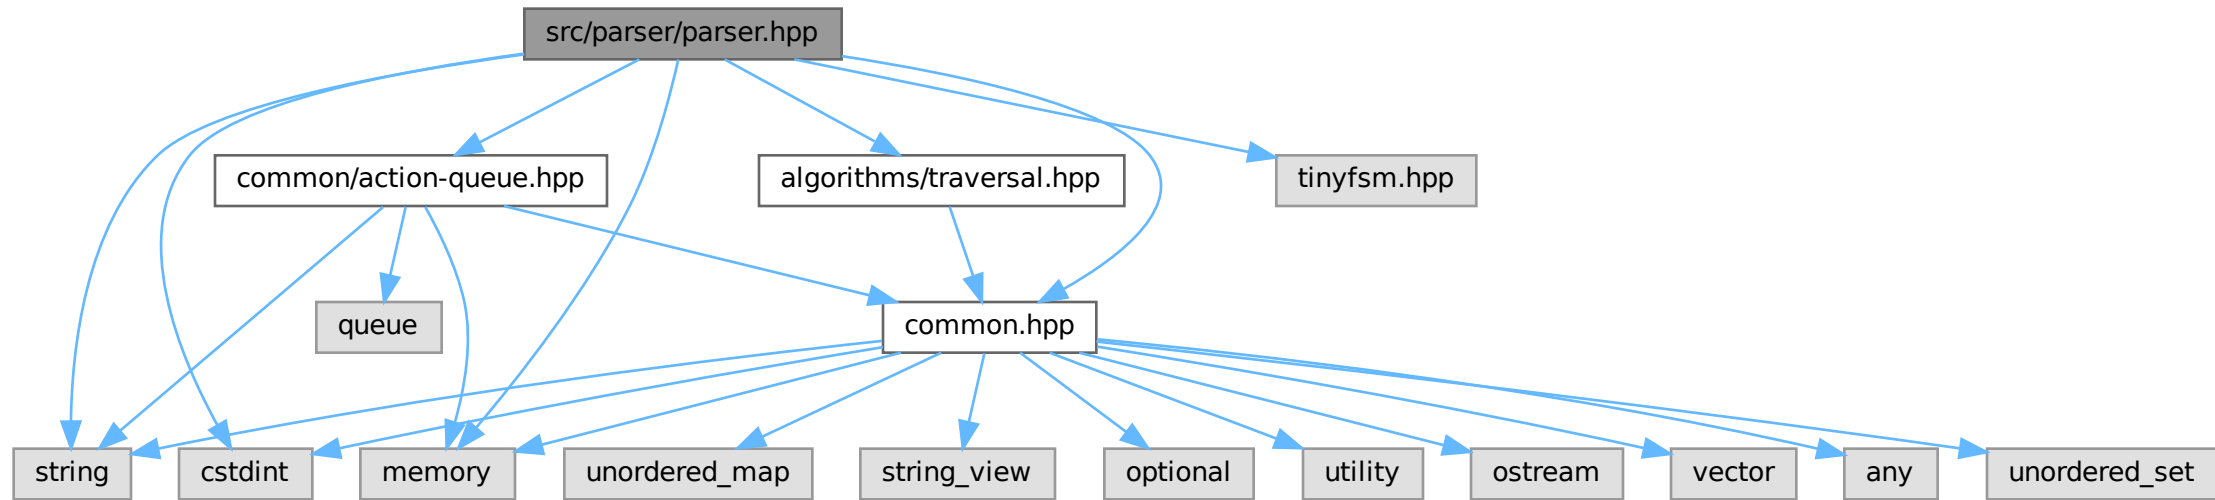 src/parser/parser.hpp
common/action-queue.hpp
algorithms/traversal.hpp
tinyfsm.hpp
queue
common.hpp
string
cstdint
memory
unordered_map
string_view
optional
utility
ostream
vector
any
unordered_set